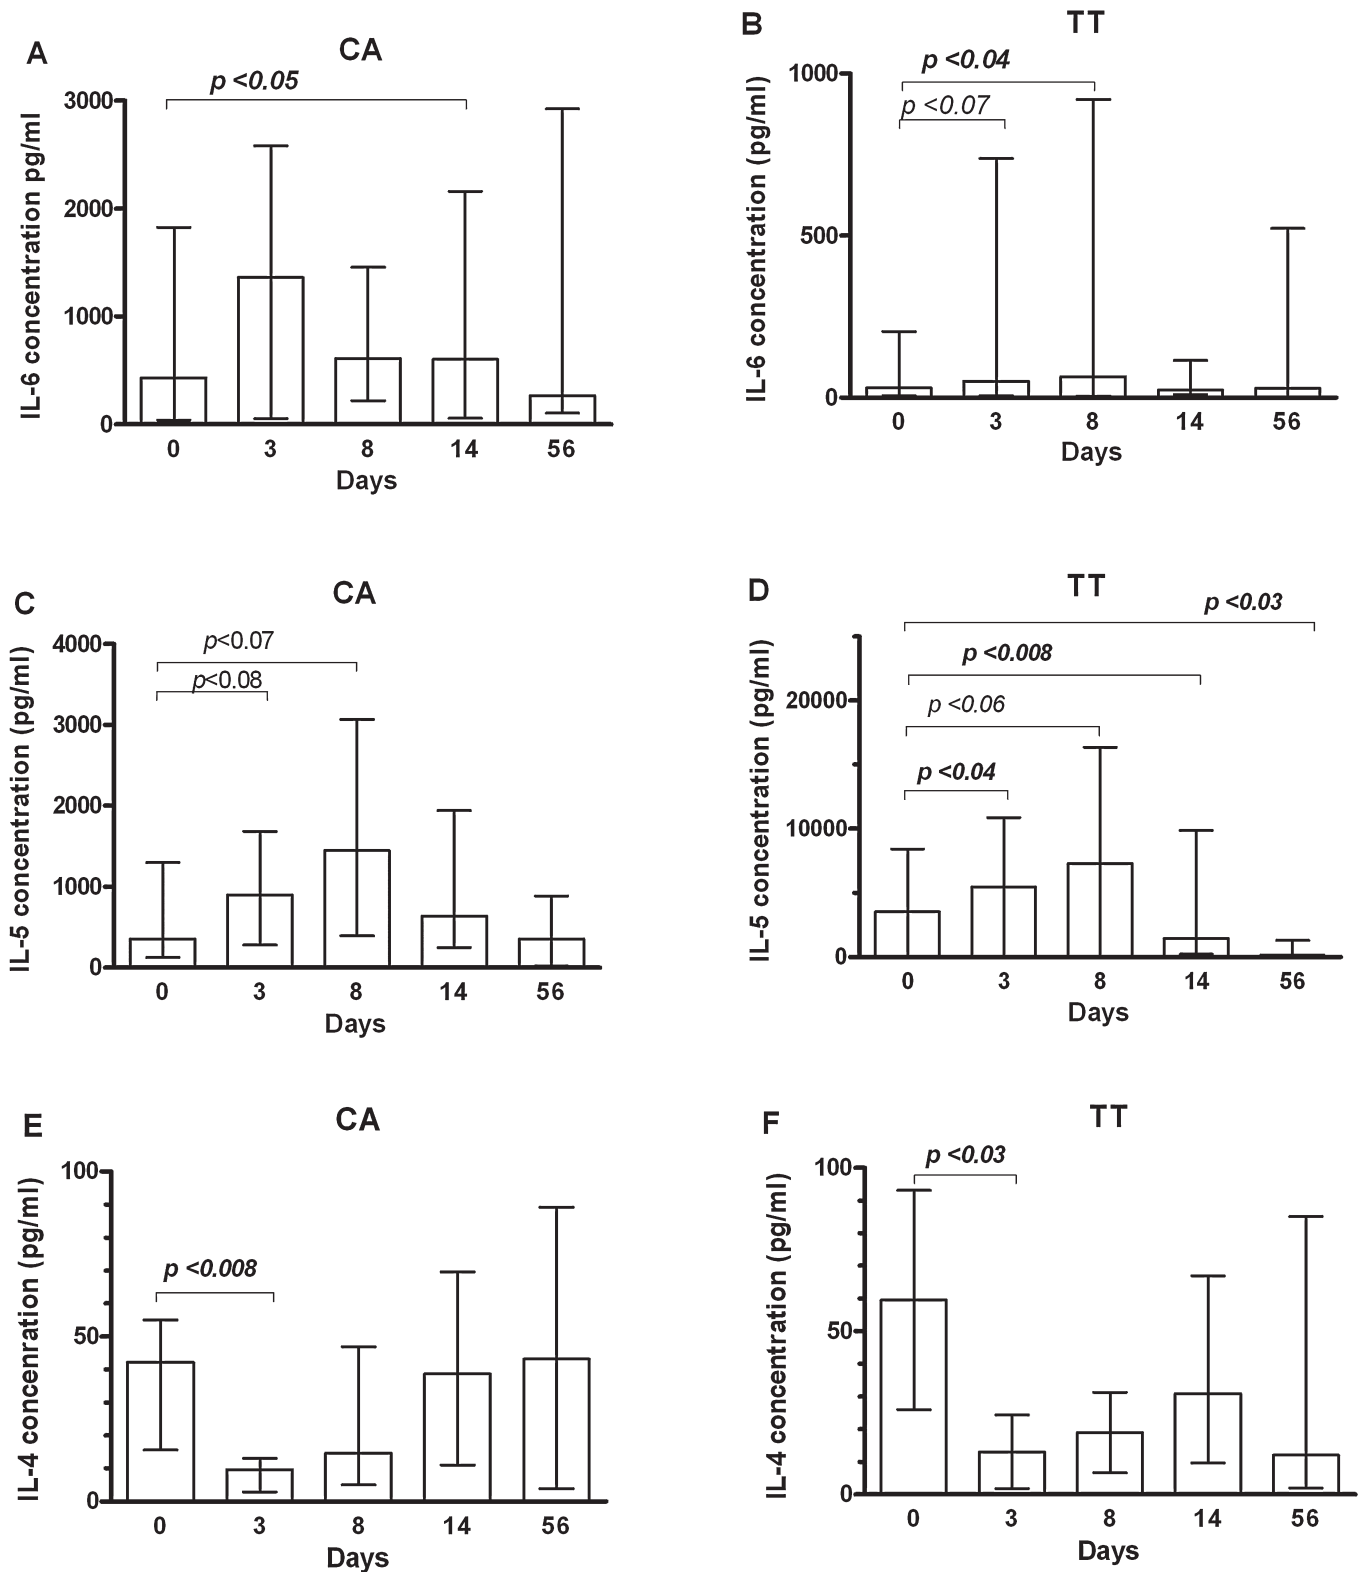 A
CA
p <0.05
IL-6 concentration pg/ml
3000
2000
1000
0
0 3 8 14 56
Days
B
TT
p <0.04
p <0.07
IL-6 concentration (pg/ml)
1000
500
0
0 3 8 14 56
Days
C
CA
p<0.07
p<0.08
IL-5 concentration (pg/ml)
4000
3000
2000
1000
0
0 3 8 14 56
Days
D
TT
p <0.03
p <0.008
p <0.06
p <0.04
IL-5 concentration (pg/ml)
20000
10000
0
0 3 8 14 56
Days
E
CA
p <0.008
IL-4 concenration (pg/ml)
100
50
0
0 3 8 14 56
Days
F
TT
p <0.03
IL-4 concentration (pg/ml)
100
50
0
0 3 8 14 56
Days